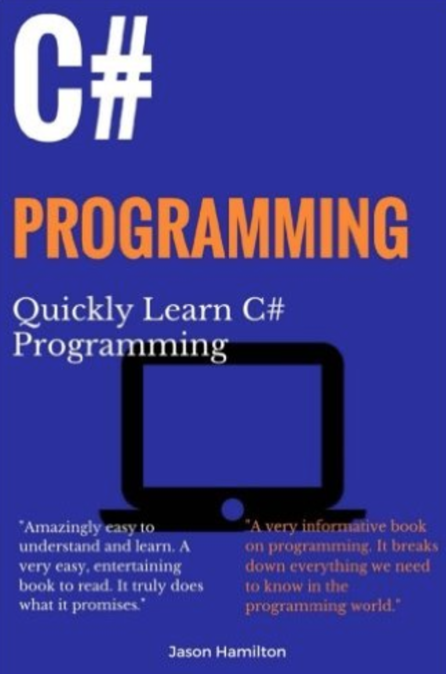 C#
PROGRAMMING
Quickly Learn C#
Programming
"Amazingly easy to
understand and learn. A
very easy, entertaining
book to read. It truly does
what it promises."
"A very informative book
on programming. It breaks
down everything we need
to know in the
programming world."
Jason Hamilton